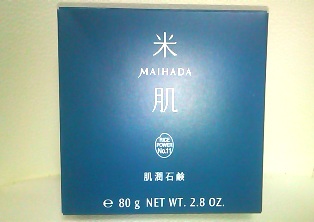 米
MAIHADA
肌
RICE
POWER
No.11
肌潤石鹸
℮ 80 g NET WT. 2.8 OZ.